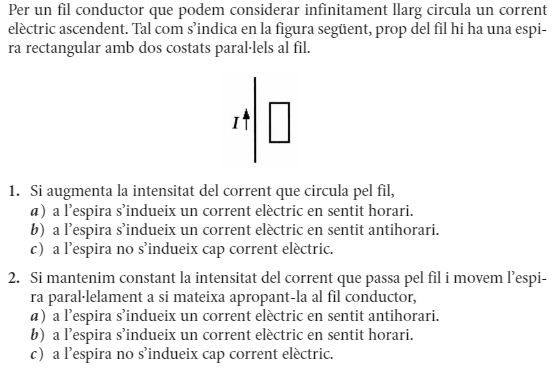 Per un fil conductor que podem considerar infinitament llarg circula un corrent
elèctric ascendent. Tal com s'indica en la figura següent, prop del fil hi ha una espi-
ra rectangular amb dos costats paral·lels al fil.
I
1. Si augmenta la intensitat del corrent que circula pel fil,
a) a l'espira s'indueix un corrent elèctric en sentit horari.
b) a l'espira s'indueix un corrent elèctric en sentit antihorari.
c) a l'espira no s'indueix cap corrent elèctric.
2. Si mantenim constant la intensitat del corrent que passa pel fil i movem l'espi-
ra paral·lelament a si mateixa apropant-la al fil conductor,
a) a l'espira s'indueix un corrent elèctric en sentit antihorari.
b) a l'espira s'indueix un corrent elèctric en sentit horari.
c) a l'espira no s'indueix cap corrent elèctric.